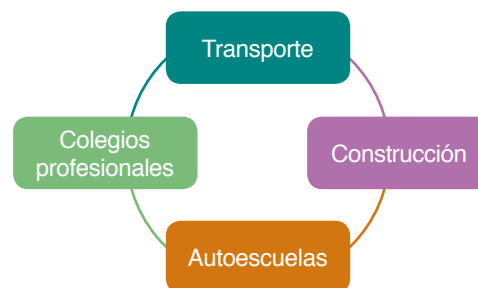 Transporte
Colegios
profesionales
Construcción
Autoescuelas